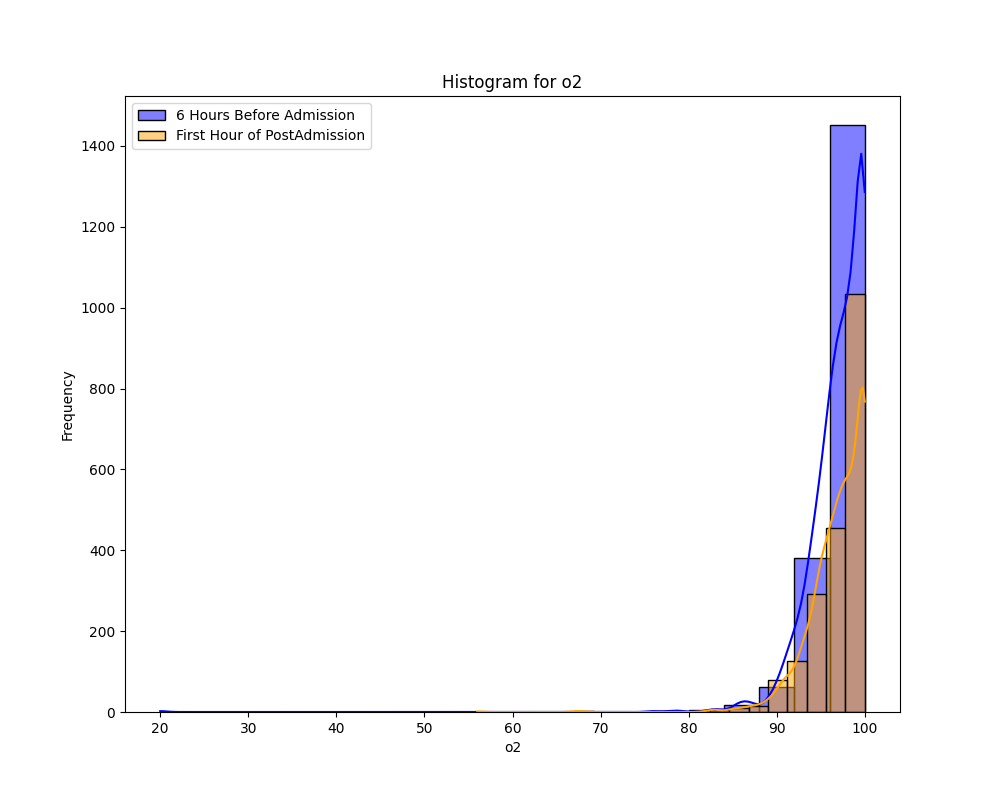 Histogram for o2
6 Hours Before Admission
First Hour of PostAdmission
1400
1200
1000
800
600
400
200
0
Frequency
20 30 40 50 60 70 80 90 100
o2